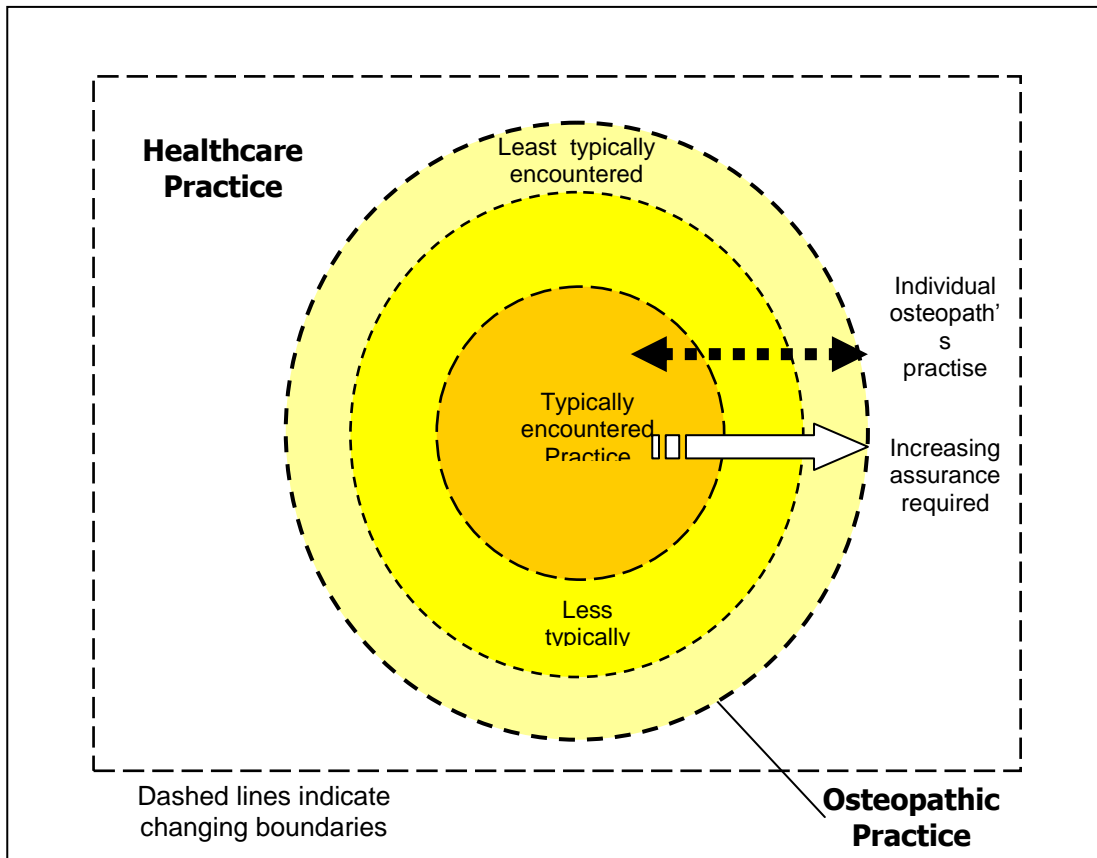 Healthcare
Practice
Least typically
encountered
Individual
osteopath'
s
practise
Typically
encountered
Practice
Increasing
assurance
required
Less
typically
Dashed lines indicate
changing boundaries
Osteopathic
Practice